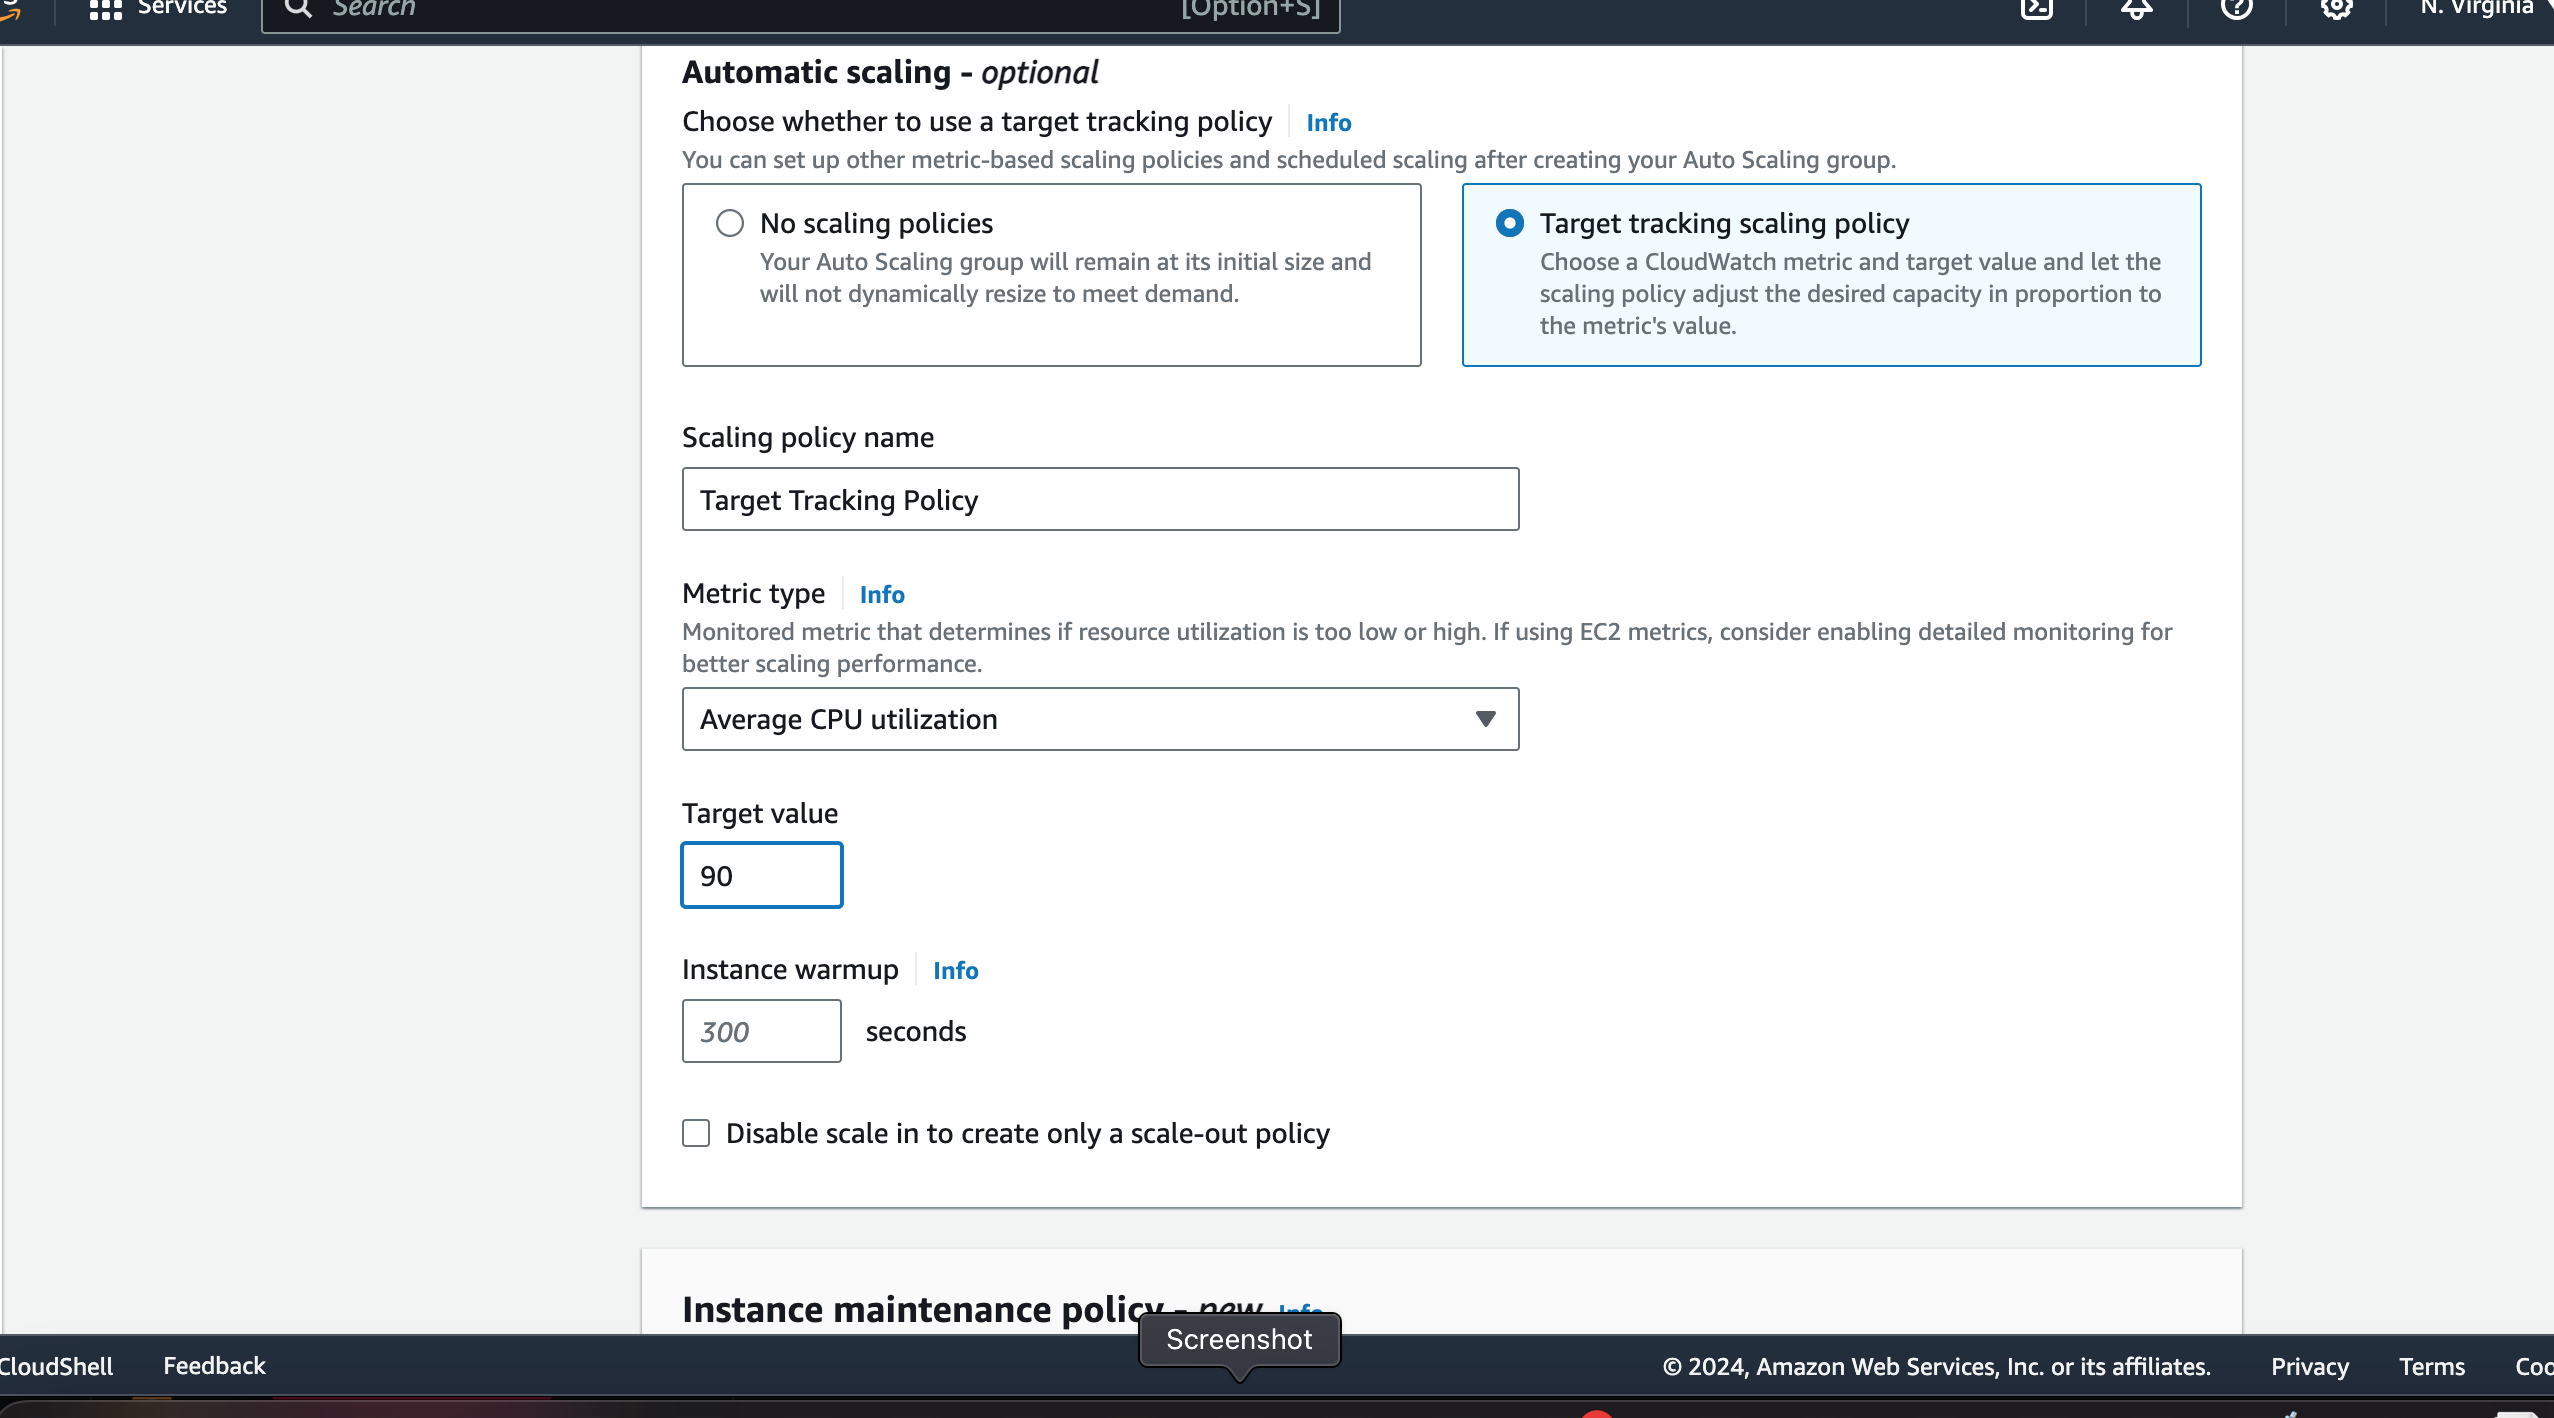 Services
Search
[Option+S]
N. Virginia
Automatic scaling - optional
Choose whether to use a target tracking policy Info
You can set up other metric-based scaling policies and scheduled scaling after creating your Auto Scaling group.
No scaling policies
Your Auto Scaling group will remain at its initial size and
will not dynamically resize to meet demand.
Target tracking scaling policy
Choose a CloudWatch metric and target value and let the
scaling policy adjust the desired capacity in proportion to
the metric's value.
Scaling policy name
Target Tracking Policy
Metric type Info
Monitored metric that determines if resource utilization is too low or high. If using EC2 metrics, consider enabling detailed monitoring for
better scaling performance.
Average CPU utilization
Target value
90
Instance warmup Info
300 seconds
Disable scale in to create only a scale-out policy
Instance maintenance policy - new Info
Screenshot
CloudShell Feedback
© 2024, Amazon Web Services, Inc. or its affiliates. Privacy Terms Coo